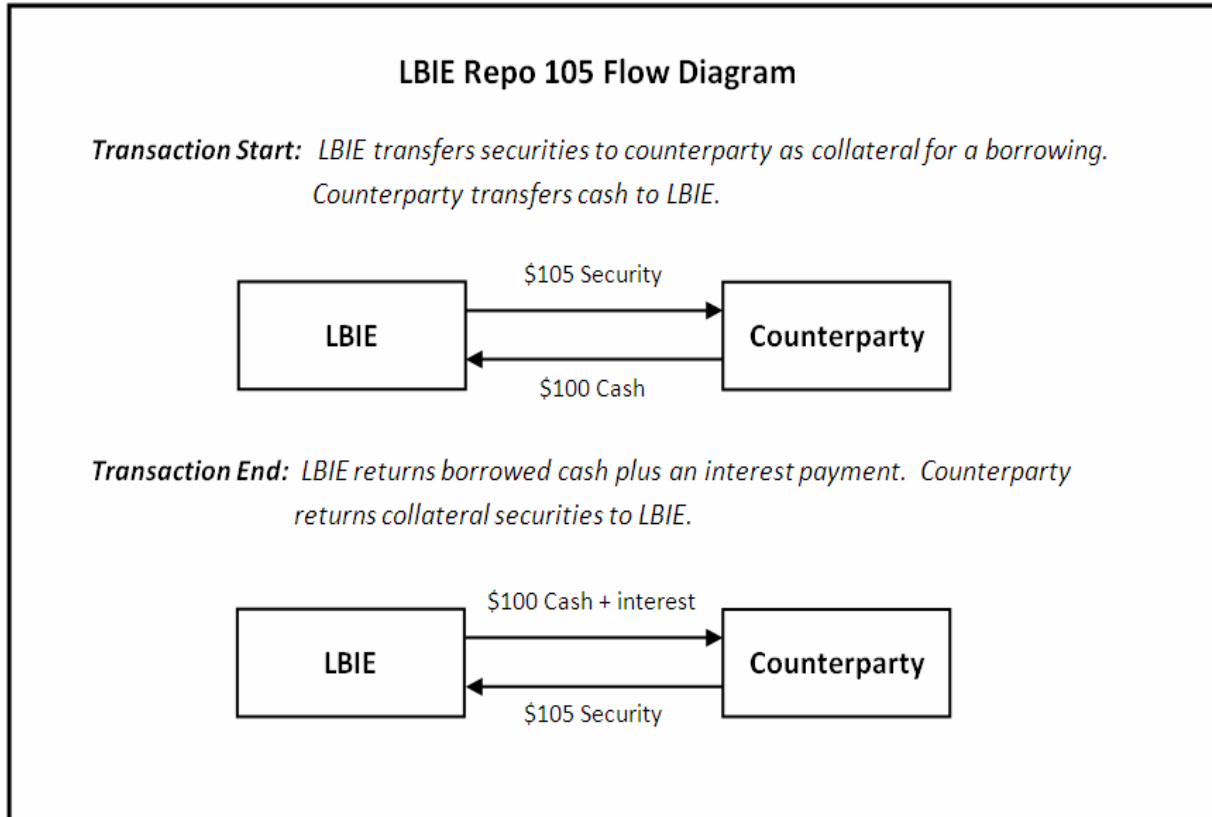 LBIE Repo 105 Flow Diagram
Transaction Start: LBIE transfers securities to counterparty as collateral for a borrowing.
Counterparty transfers cash to LBIE.
$105 Security
LBIE
Counterparty
$100 Cash
Transaction End: LBIE returns borrowed cash plus an interest payment. Counterparty
returns collateral securities to LBIE.
$100 Cash + interest
LBIE
Counterparty
$105 Security